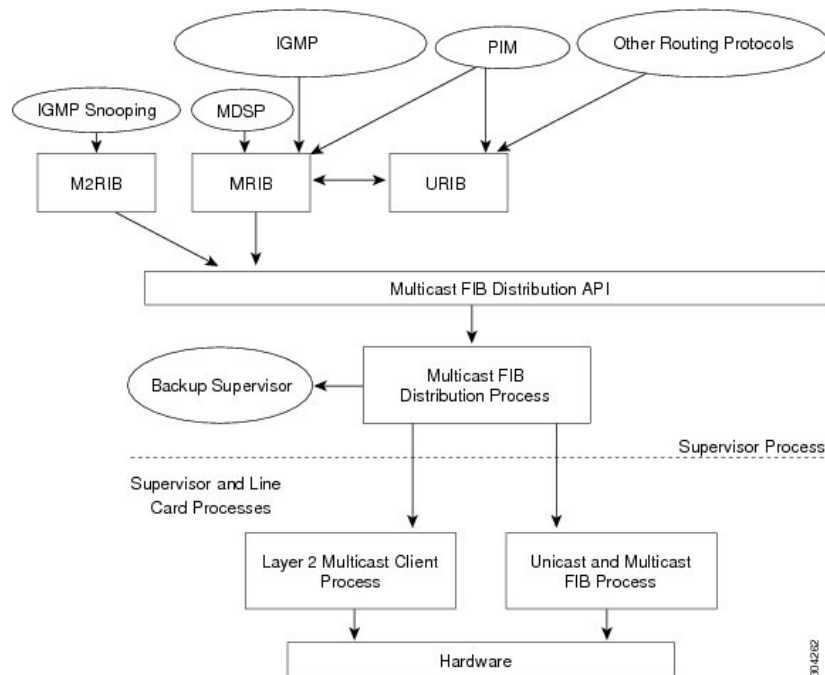 IGMP
PIM
Other Routing Protocols
IGMP Snooping
MDSP
M2RIB
MRIB
URIB
Multicast FIB Distribution API
Backup Supervisor
Multicast FIB
Distribution Process
Supervisor Process
Supervisor and Line
Card Processes
Layer 2 Multicast Client
Process
Unicast and Multicast
FIB Process
Hardware